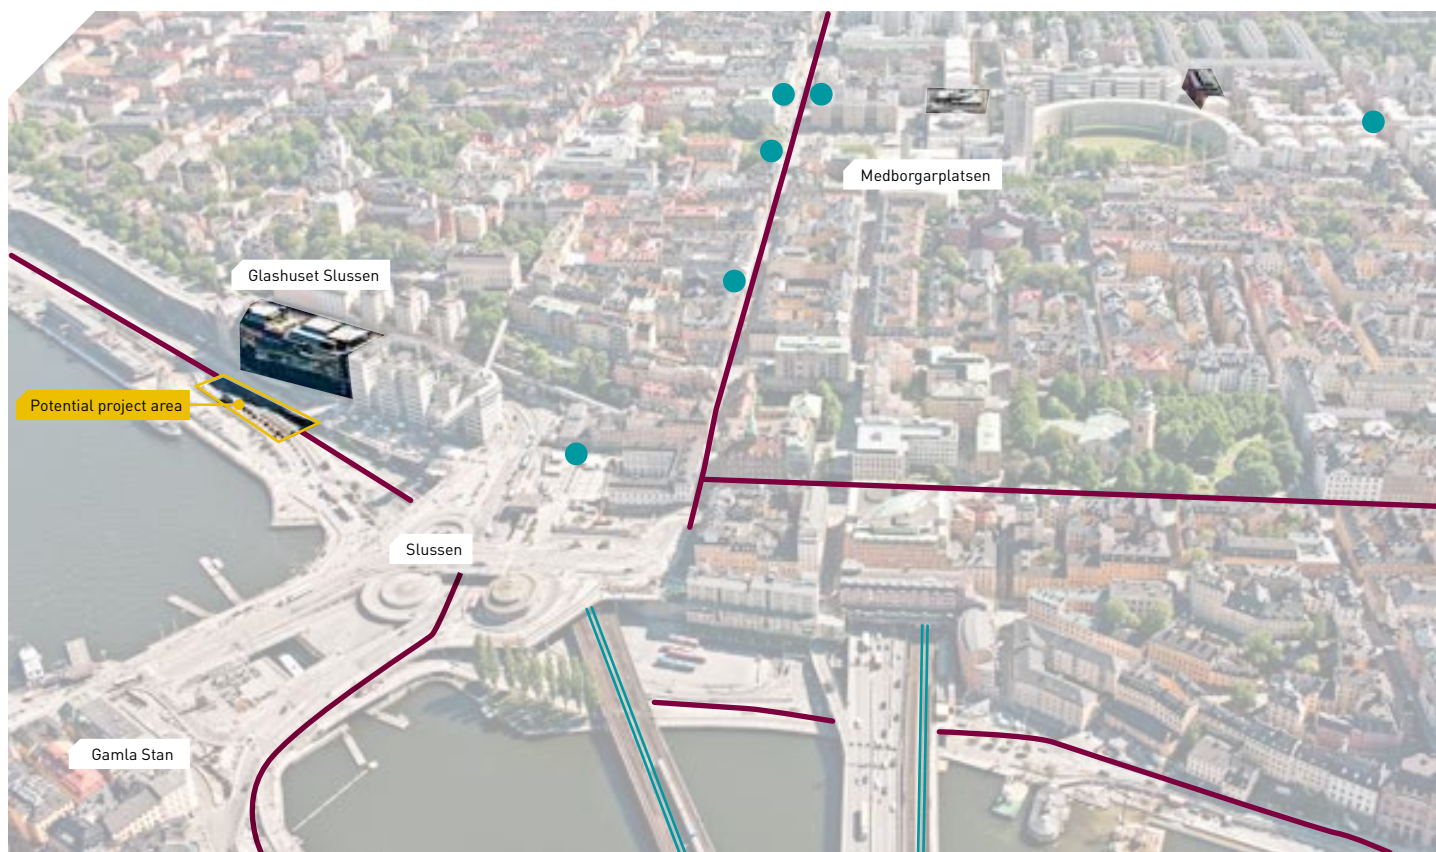 Medborgarplatsen
Glashuset Slussen
Potential project area
Slussen
Gamla Stan